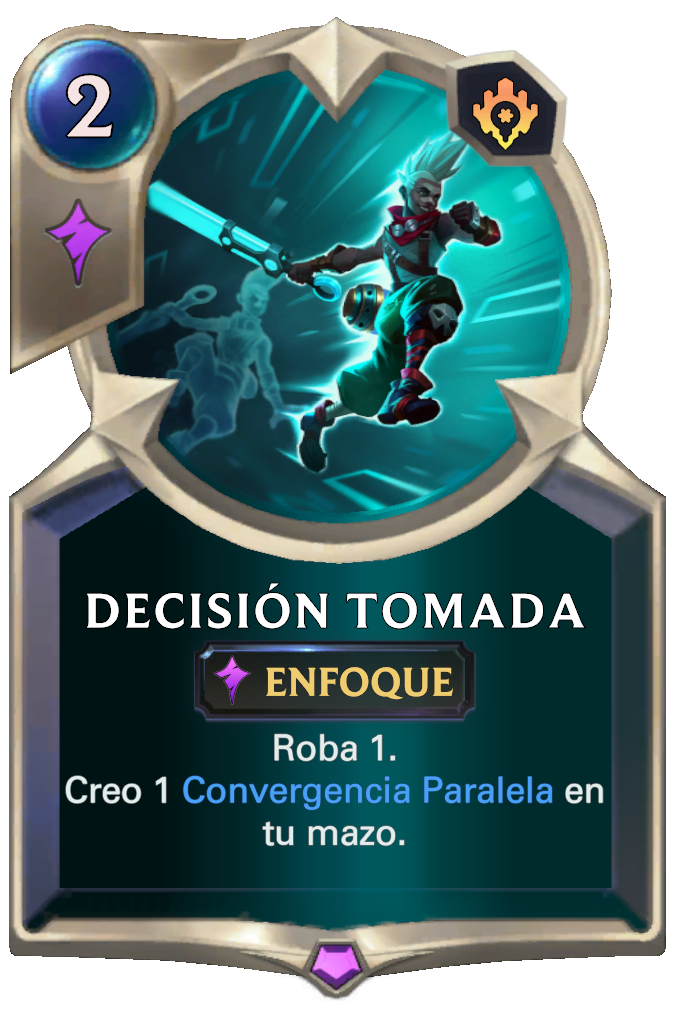 2
DECISIÓN TOMADA
ENFOQUE
Roba 1.
Creo 1 Convergencia Paralela en
tu mazo.